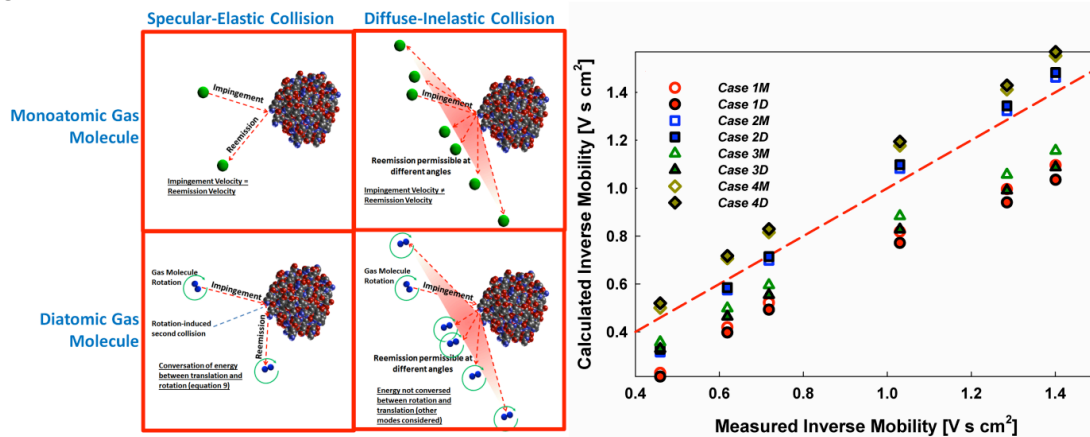 Specular-Elastic Collision
Diffuse-Inelastic Collision
Monoatomic Gas
Molecule
Impingement
Reemission
Impingement Velocity =
Reemission Velocity
Impingement
Reemission permissible at
different angles
Impingement Velocity ≠
Reemission Velocity
Diatomic Gas
Molecule
Gas Molecule
Rotation
Impingement
Rotation-induced
second collision
Reemission
Conversation of energy
between translation and
rotation (equation 9)
Gas Molecule
Rotation
Impingement
Reemission permissible at
different angles
Energy not conversed
between rotation and
translation (other
modes considered)
Calculated Inverse Mobility [V s cm²]
1.4
1.2
1.0
0.8
0.6
0.4
Case 1M
Case 1D
Case 2M
Case 2D
Case 3M
Case 3D
Case 4M
Case 4D
0.4 0.6 0.8 1.0 1.2 1.4
Measured Inverse Mobility [V s cm²]